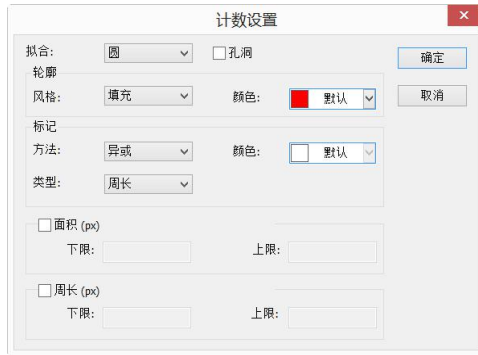 计数设置
拟合: 圆 孔洞 确定
轮廓
风格: 填充 颜色: 默认 取消
标记
方法: 异或 颜色: 默认
类型: 周长
面积 (px)
下限: 上限:
周长 (px)
下限: 上限: